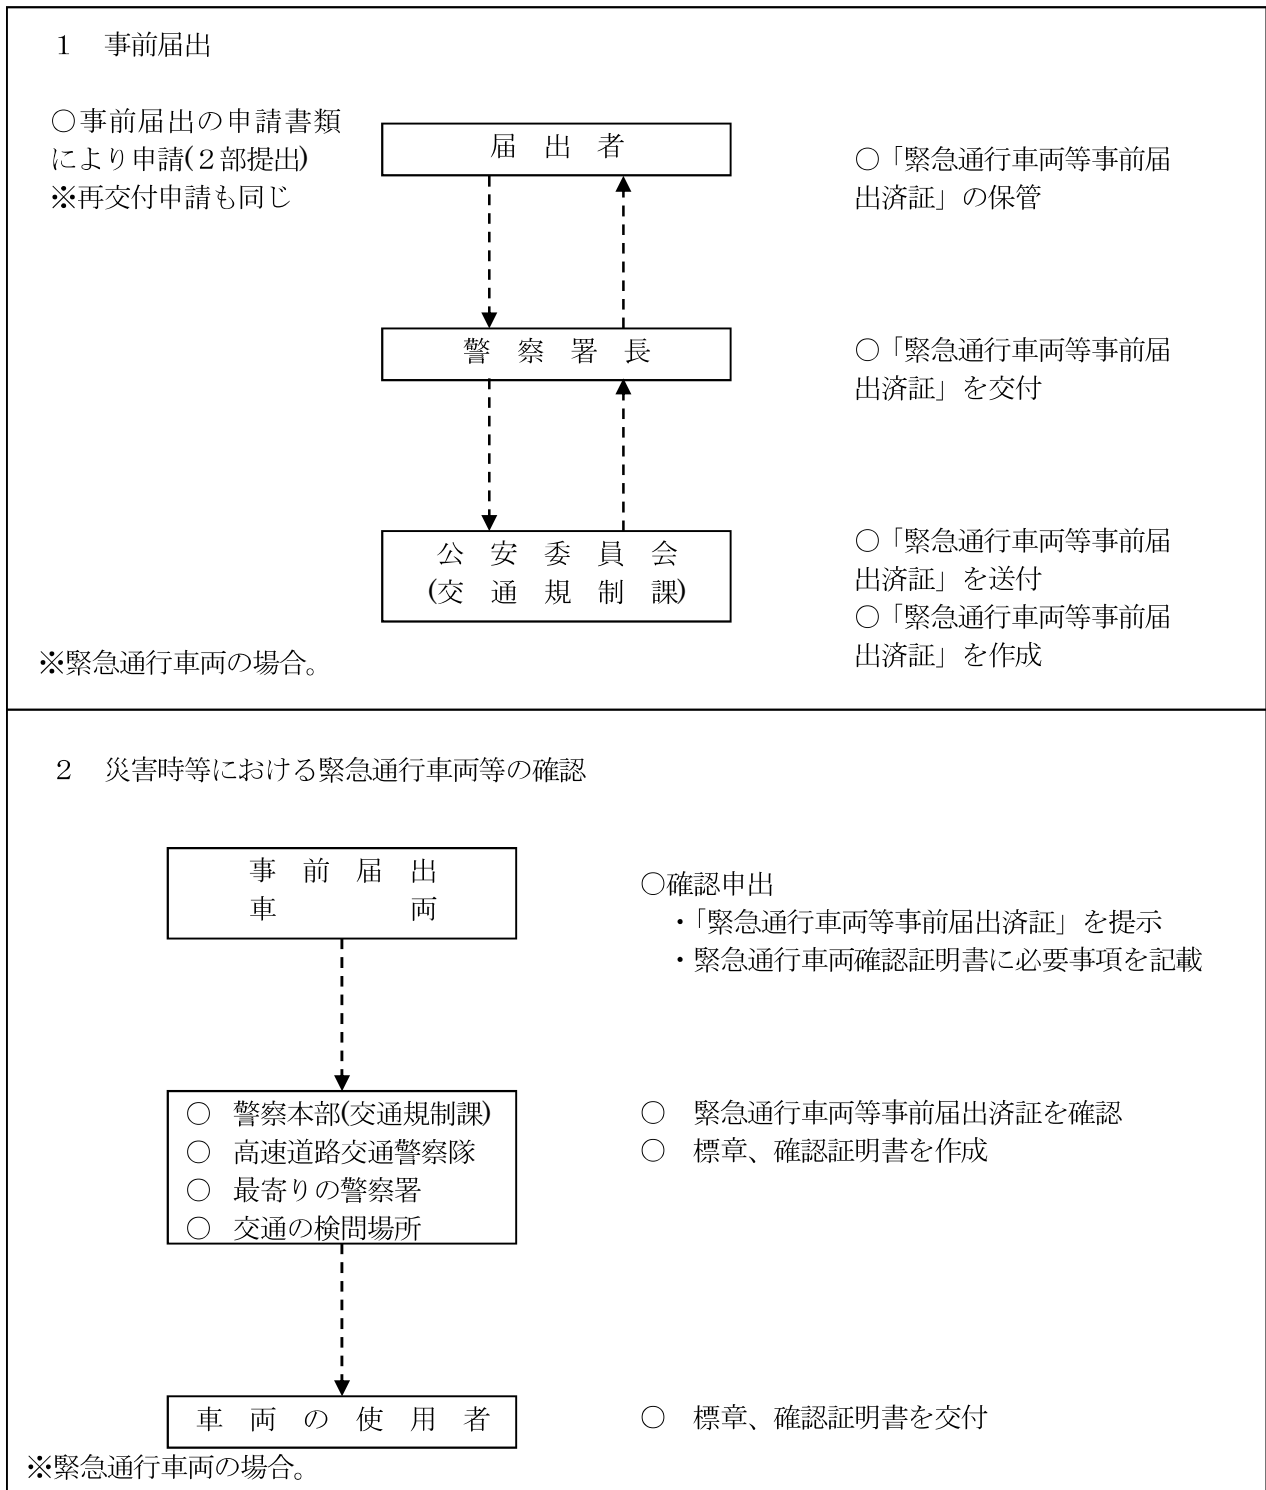 １　事前届出
○事前届出の申請書類
により申請(２部提出)
※再交付申請も同じ
届　出　者
○「緊急通行車両等事前届
出済証」の保管
警　察　署　長
○「緊急通行車両等事前届
出済証」を交付
公　安　委　員　会
(交　通　規　制　課)
○「緊急通行車両等事前届
出済証」を送付
○「緊急通行車両等事前届
出済証」を作成
※緊急通行車両の場合。
２　災害時等における緊急通行車両等の確認
事　前　届　出
車　　　　　両
○確認申出
・「緊急通行車両等事前届出済証」を提示
・緊急通行車両確認証明書に必要事項を記載
○　警察本部(交通規制課)
○　高速道路交通警察隊
○　最寄りの警察署
○　交通の検問場所
○　緊急通行車両等事前届出済証を確認
○　標章、確認証明書を作成
車　両　の　使　用　者
○　標章、確認証明書を交付
※緊急通行車両の場合。